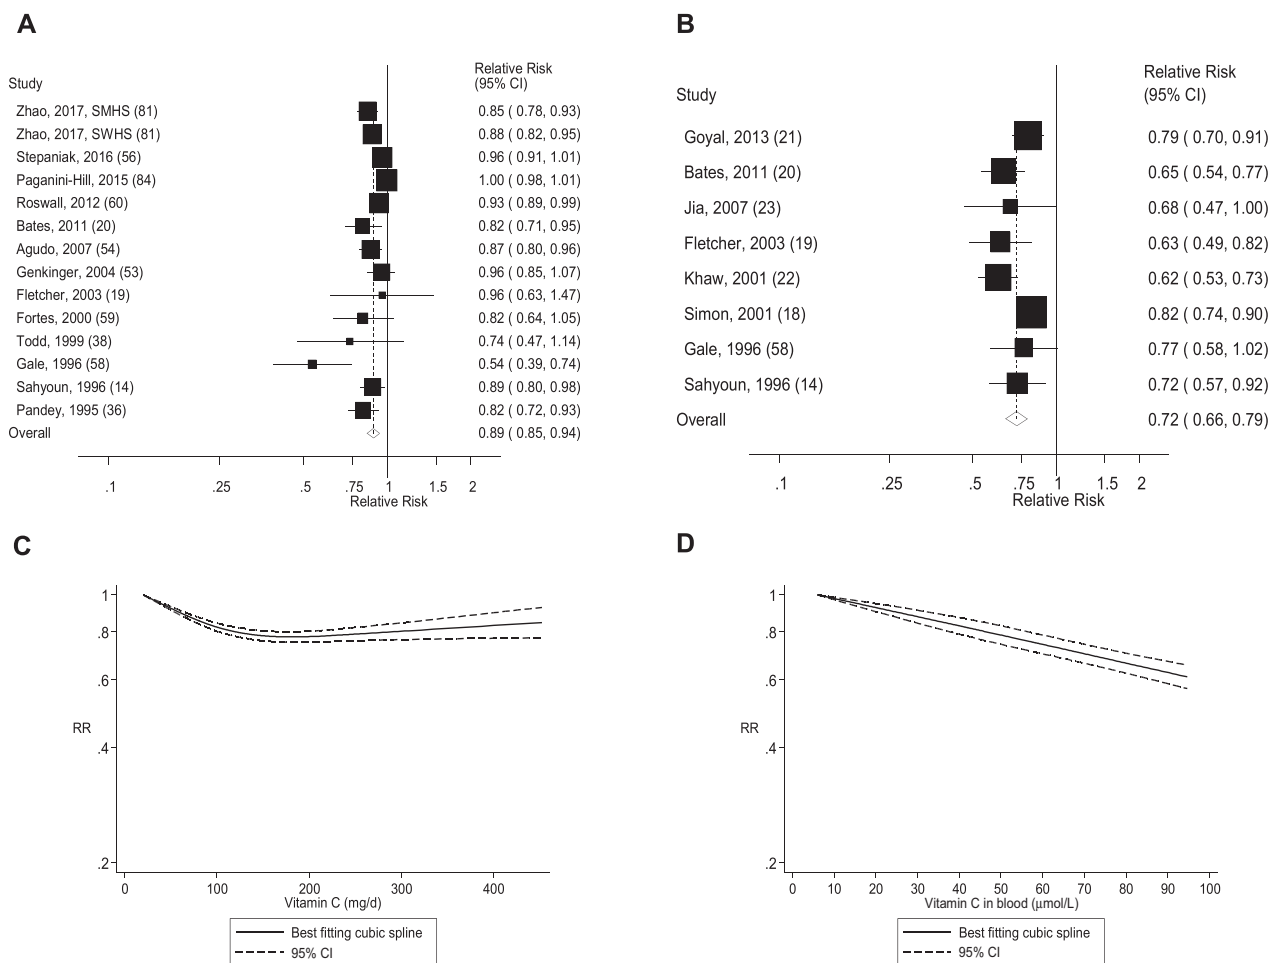 A
Relative Risk
Study (95% CI)
Zhao, 2017, SMHS (81) 0.85 ( 0.78, 0.93)
Zhao, 2017, SWHS (81) 0.88 ( 0.82, 0.95)
Stepaniak, 2016 (56) 0.96 ( 0.91, 1.01)
Paganini-Hill, 2015 (84) 1.00 ( 0.98, 1.01)
Roswall, 2012 (60) 0.93 ( 0.89, 0.99)
Bates, 2011 (20) 0.82 ( 0.71, 0.95)
Agudo, 2007 (54) 0.87 ( 0.80, 0.96)
Genkinger, 2004 (53) 0.96 ( 0.85, 1.07)
Fletcher, 2003 (19) 0.96 ( 0.63, 1.47)
Fortes, 2000 (59) 0.82 ( 0.64, 1.05)
Todd, 1999 (38) 0.74 ( 0.47, 1.14)
Gale, 1996 (58) 0.54 ( 0.39, 0.74)
Sahyoun, 1996 (14) 0.89 ( 0.80, 0.98)
Pandey, 1995 (36) 0.82 ( 0.72, 0.93)
Overall 0.89 ( 0.85, 0.94)
.1 .25 .5 .75 1 1.5 2
Relative Risk
B
Relative Risk
Study (95% CI)
Goyal, 2013 (21) 0.79 ( 0.70, 0.91)
Bates, 2011 (20) 0.65 ( 0.54, 0.77)
Jia, 2007 (23) 0.68 ( 0.47, 1.00)
Fletcher, 2003 (19) 0.63 ( 0.49, 0.82)
Khaw, 2001 (22) 0.62 ( 0.53, 0.73)
Simon, 2001 (18) 0.82 ( 0.74, 0.90)
Gale, 1996 (58) 0.77 ( 0.58, 1.02)
Sahyoun, 1996 (14) 0.72 ( 0.57, 0.92)
Overall 0.72 ( 0.66, 0.79)
.1 .25 .5 .75 1 1.5 2
Relative Risk
C
1
.8
.6
RR
.4
.2
0 100 200 300 400
Vitamin C (mg/d)
Best fitting cubic spline
95% CI
D
1
.8
.6
RR
.4
.2
0 10 20 30 40 50 60 70 80 90 100
Vitamin C in blood (μmol/L)
Best fitting cubic spline
95% CI